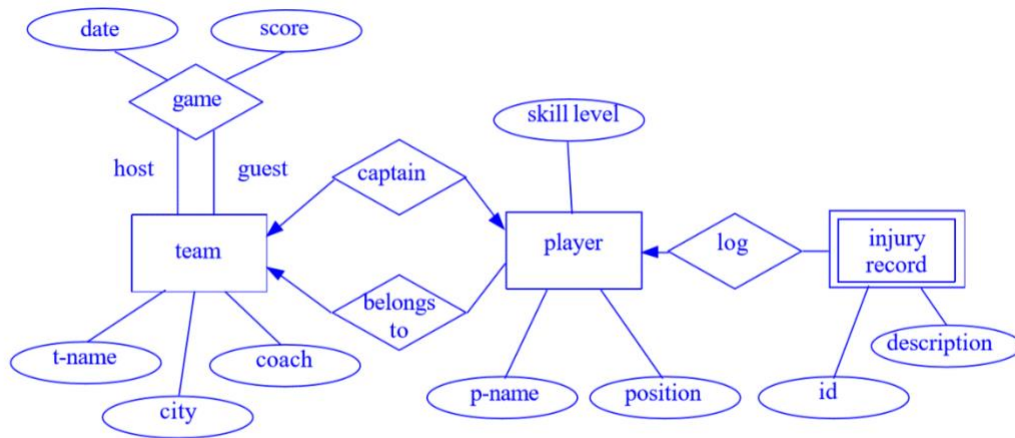 date
score
game
host
guest
skill level
captain
team
player
log
injury
record
belongs
to
t-name
coach
city
p-name
position
id
description